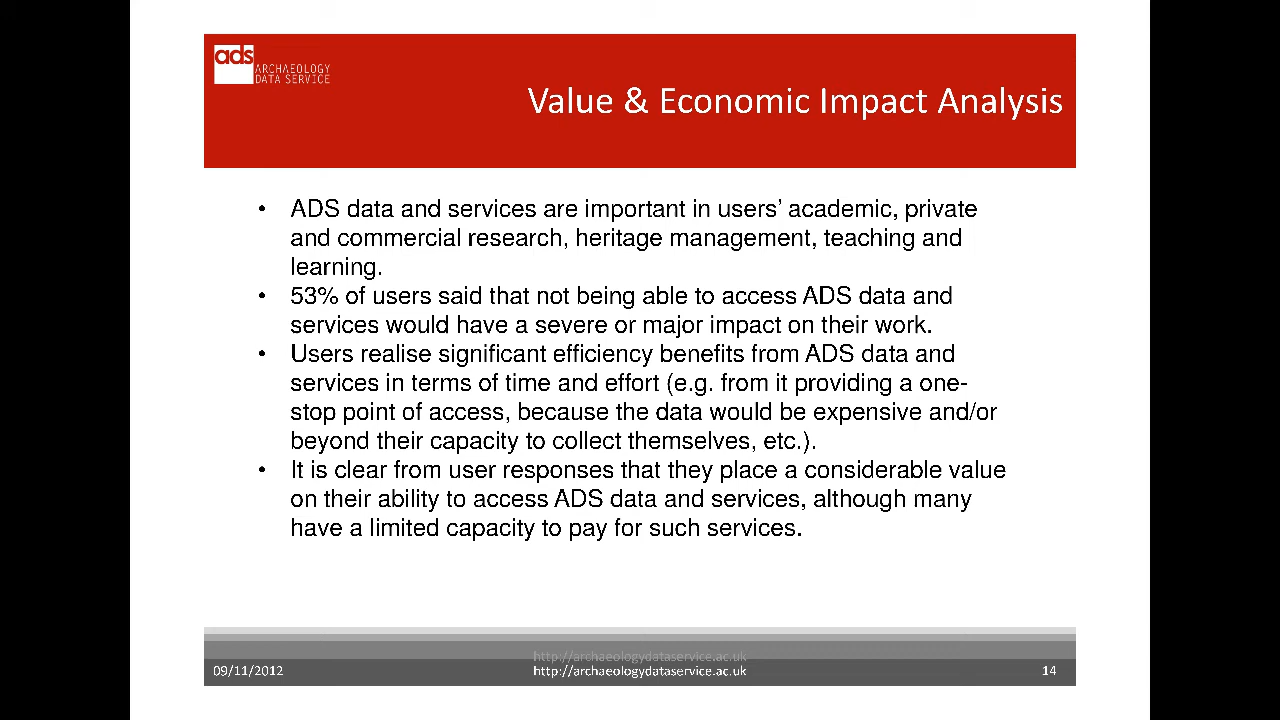 ads
ARCHAEOLOGY
DATA SERVICE
Value & Economic Impact Analysis
• ADS data and services are important in users’ academic, private
and commercial research, heritage management, teaching and
learning.
• 53% of users said that not being able to access ADS data and
services would have a severe or major impact on their work.
• Users realise significant efficiency benefits from ADS data and
services in terms of time and effort (e.g. from it providing a one-
stop point of access, because the data would be expensive and/or
beyond their capacity to collect themselves, etc.).
• It is clear from user responses that they place a considerable value
on their ability to access ADS data and services, although many
have a limited capacity to pay for such services.
http://archaeologydataservice.ac.uk
09/11/2012 http://archaeologydataservice.ac.uk 14